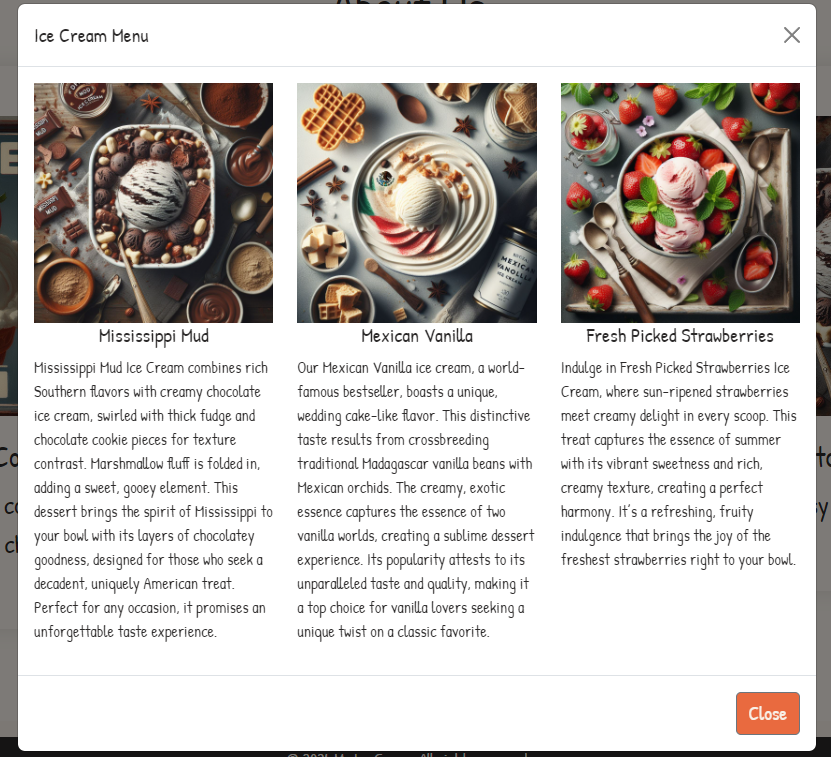 About Us
Ice Cream Menu
MEXICAN
ICE CREAM
Mississippi Mud
Mississippi Mud Ice Cream combines rich
Southern flavors with creamy chocolate
ice cream, swirled with thick fudge and
chocolate cookie pieces for texture
contrast. Marshmallow fluff is folded in,
adding a sweet, gooey element. This
dessert brings the spirit of Mississippi to
your bowl with its layers of chocolatey
goodness, designed for those who seek a
decadent, uniquely American treat.
Perfect for any occasion, it promises an
unforgettable taste experience.
Mexican Vanilla
Our Mexican Vanilla ice cream, a world-
famous bestseller, boasts a unique,
wedding cake-like flavor. This distinctive
taste results from crossbreeding
traditional Madagascar vanilla beans with
Mexican orchids. The creamy, exotic
essence captures the essence of two
vanilla worlds, creating a sublime dessert
experience. Its popularity attests to its
unparalleled taste and quality, making it
a top choice for vanilla lovers seeking a
unique twist on a classic favorite.
Fresh Picked Strawberries
Indulge in Fresh Picked Strawberries Ice
Cream, where sun-ripened strawberries
meet creamy delight in every scoop. This
treat captures the essence of summer
with its vibrant sweetness and rich,
creamy texture, creating a perfect
harmony. It's a refreshing, fruity
indulgence that brings the joy of the
freshest strawberries right to your bowl.
Close